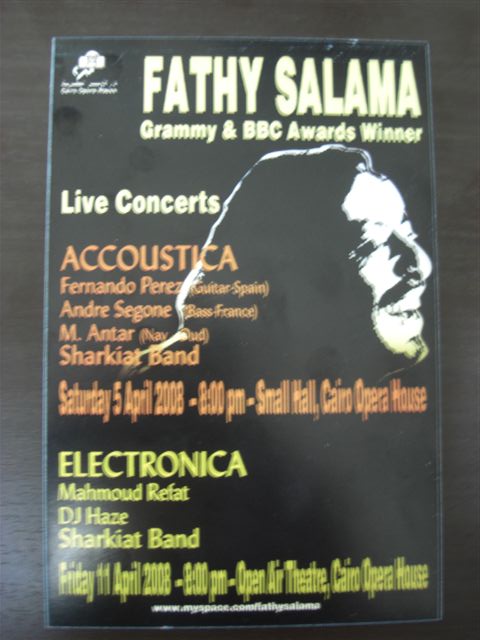 Cairo Opera House
FATHY SALAMA
Grammy & BBC Awards Winner
Live Concerts
ACCOUSTICA
Fernando Perez (Guitar-Spain)
Andre Segone (Bass-France)
M. Antar (Nay Oud)
Sharkiat Band
Saturday 5 April 2008 - 8:00 pm - Small Hall, Cairo Opera House
ELECTRONICA
Mahmoud Refat
DJ Haze
Sharkiat Band
Friday 11 April 2008 - 8:00 pm - Open Air Theatre, Cairo Opera House
www.myspace.com/fathysalama